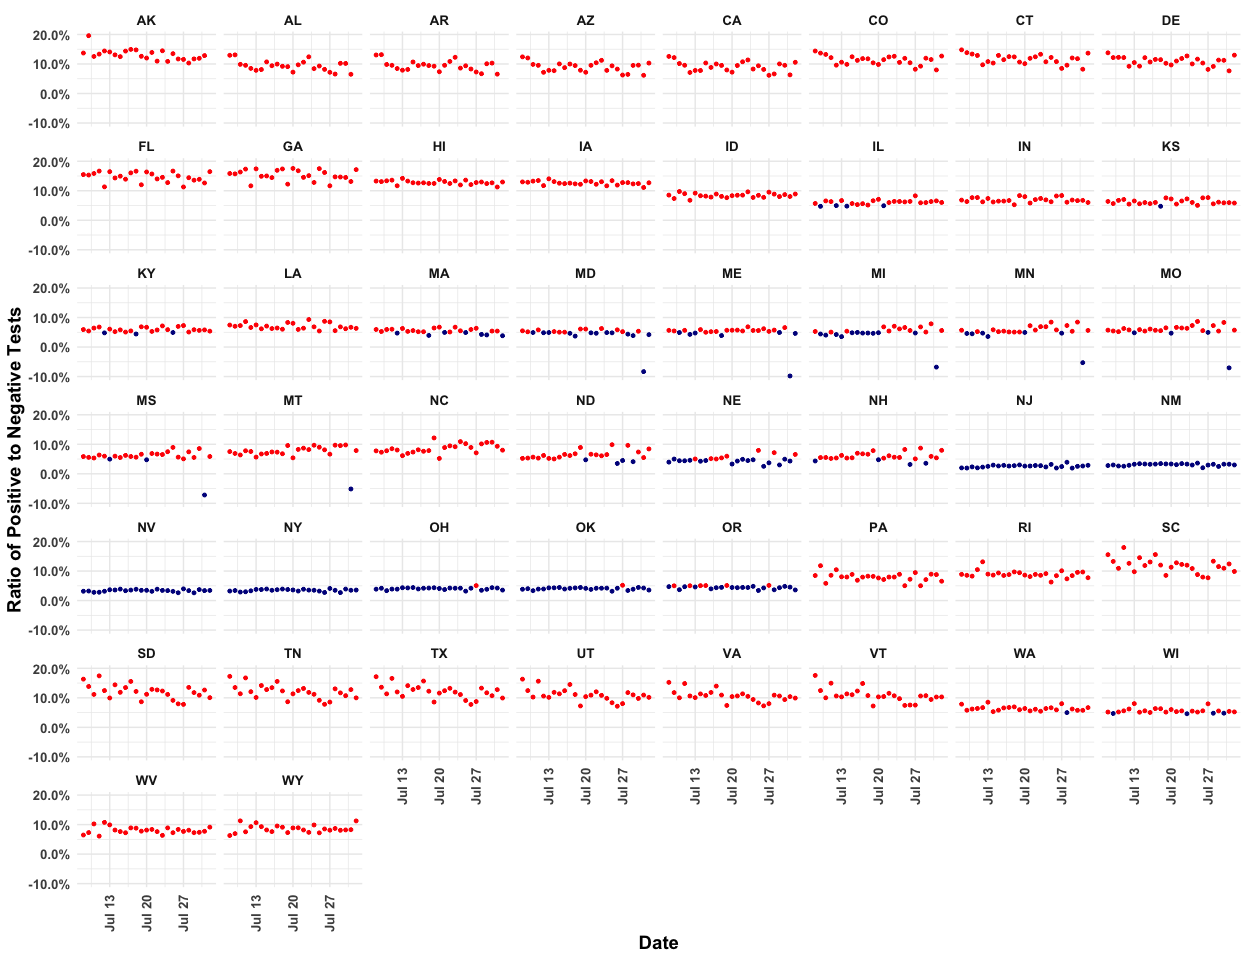 AK AL AR AZ CA CO CT DE
20.0%
10.0%
0.0%
-10.0%
FL GA HI IA ID IL IN KS
20.0%
10.0%
0.0%
-10.0%
KY LA MA MD ME MI MN MO
20.0%
10.0%
0.0%
-10.0%
MS MT NC ND NE NH NJ NM
20.0%
10.0%
0.0%
-10.0%
NV NY OH OK OR PA RI SC
20.0%
10.0%
0.0%
-10.0%
SD TN TX UT VA VT WA WI
20.0%
10.0%
0.0%
-10.0%
Jul 13 Jul 20 Jul 27 Jul 13 Jul 20 Jul 27 Jul 13 Jul 20 Jul 27 Jul 13 Jul 20 Jul 27 Jul 13 Jul 20 Jul 27 Jul 13 Jul 20 Jul 27
WV WY
20.0%
10.0%
0.0%
-10.0%
Jul 13 Jul 20 Jul 27 Jul 13 Jul 20 Jul 27
Ratio of Positive to Negative Tests
Date